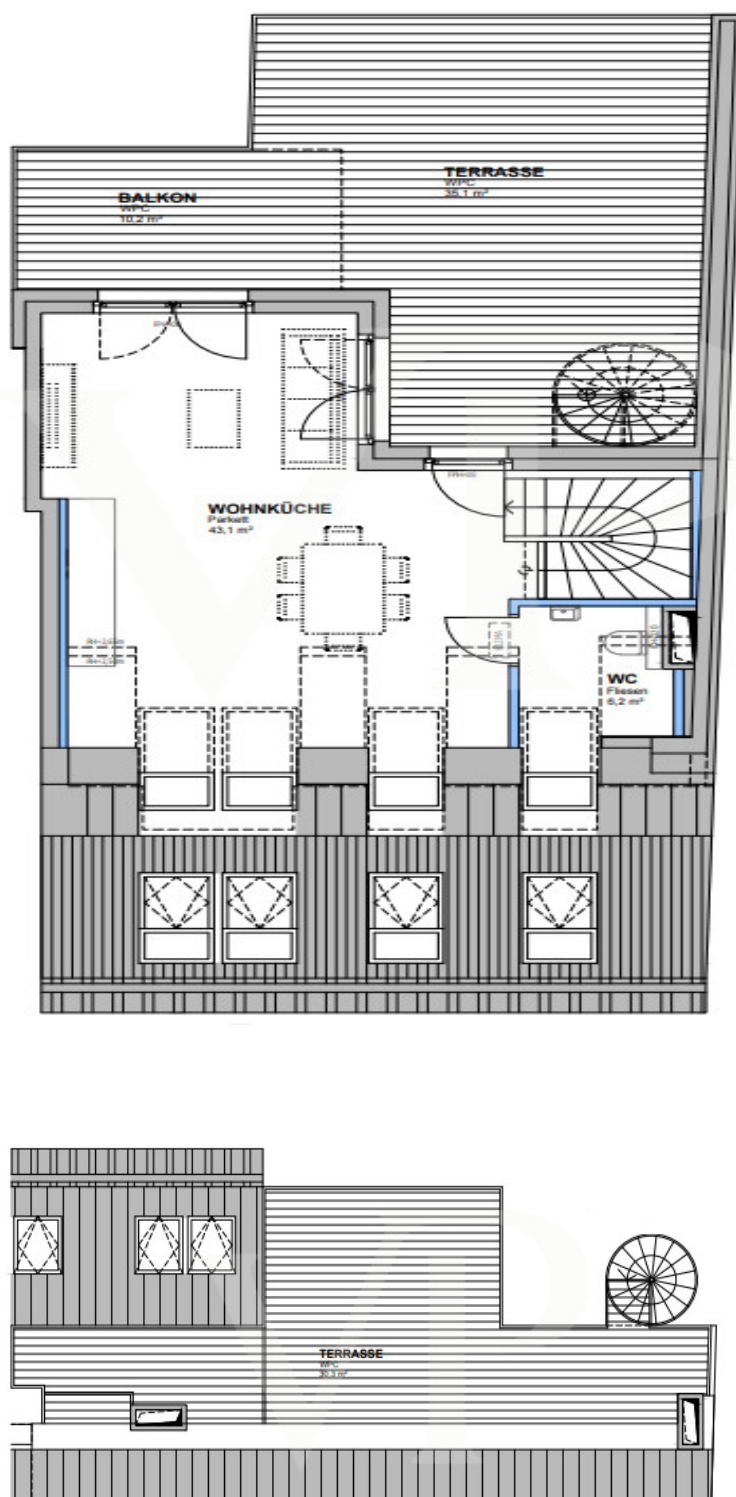 TERRASSE
WPC
35,1 m²
BALKON
WPC
10,2 m²
WOHNKÜCHE
Parkett
43,1 m²
WC
Fliesen
6,2 m²
TERRASSE
WPC
30,3 m²